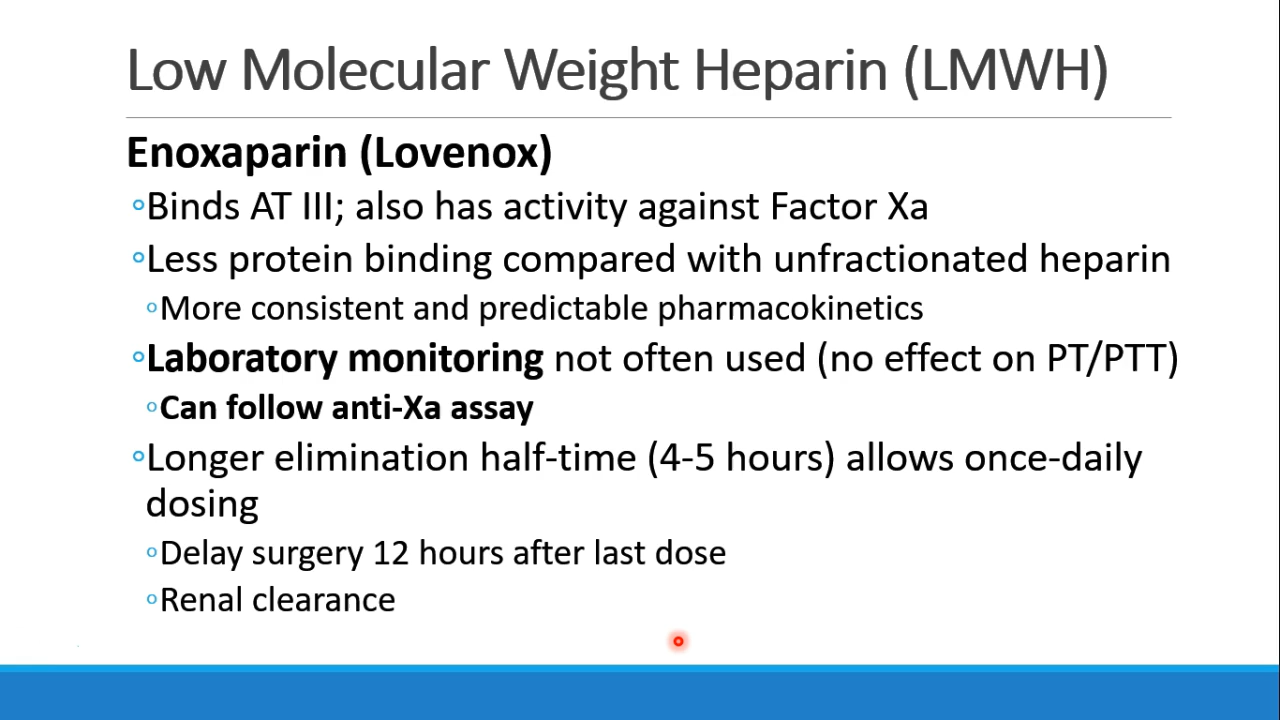 Low Molecular Weight Heparin (LMWH)
Enoxaparin (Lovenox)
◦Binds AT III; also has activity against Factor Xa
◦Less protein binding compared with unfractionated heparin
◦More consistent and predictable pharmacokinetics
◦Laboratory monitoring not often used (no effect on PT/PTT)
◦Can follow anti-Xa assay
◦Longer elimination half-time (4-5 hours) allows once-daily
dosing
◦Delay surgery 12 hours after last dose
◦Renal clearance